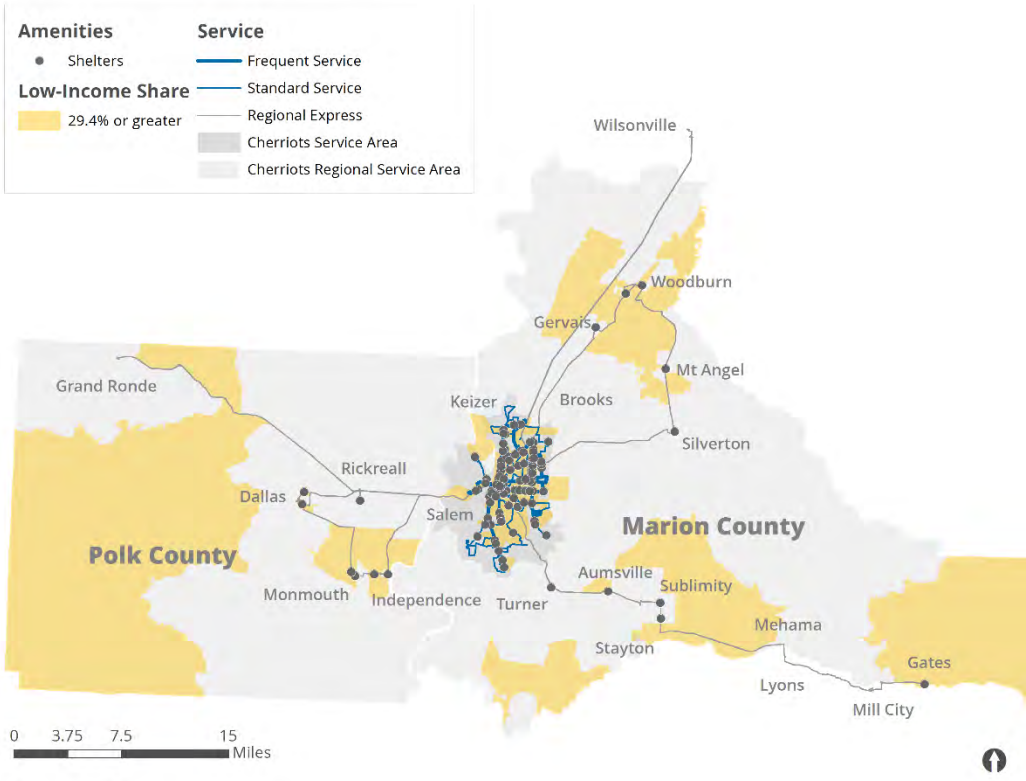 Amenities
Shelters
Low-Income Share
29.4% or greater
Service
Frequent Service
Standard Service
Regional Express
Cherriots Service Area
Cherriots Regional Service Area
Wilsonville
Woodburn
Gervais
Mt Angel
Grand Ronde
Keizer
Brooks
Silverton
Rickreall
Dallas
Salem
Marion County
Polk County
Aumsville
Sublimity
Monmouth
Independence
Turner
Mehama
Stayton
Gates
Lyons
Mill City
0 3.75 7.5 15
Miles